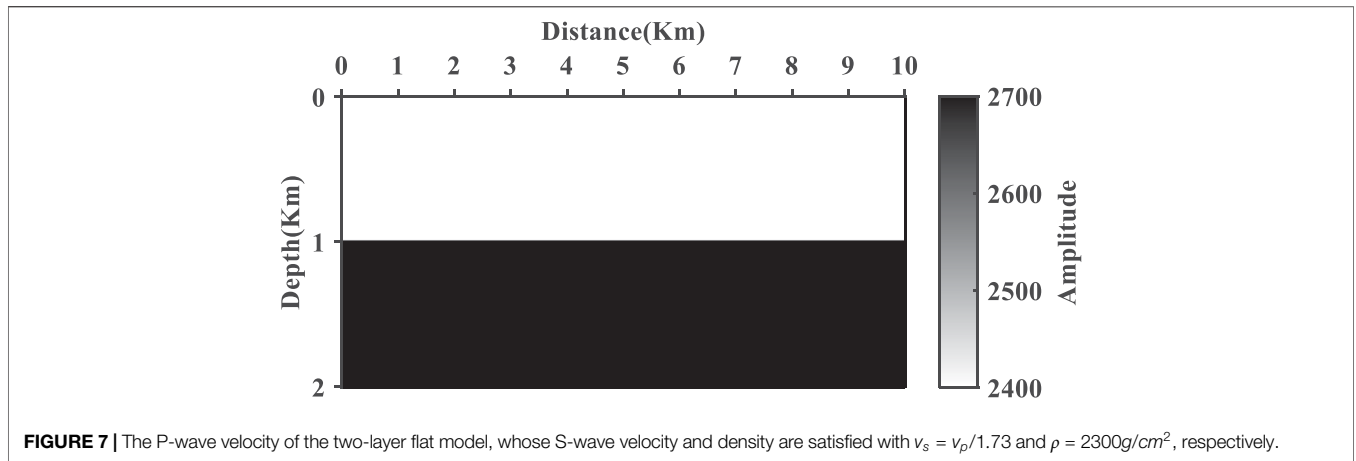 Distance(Km)
0 1 2 3 4 5 6 7 8 9 10
0
1
2
Depth(Km)
2700
2600
2500
2400
Amplitude
FIGURE 7 | The P-wave velocity of the two-layer flat model, whose S-wave velocity and density are satisfied with vₛ = vₚ/1.73 and ρ = 2300g/cm², respectively.